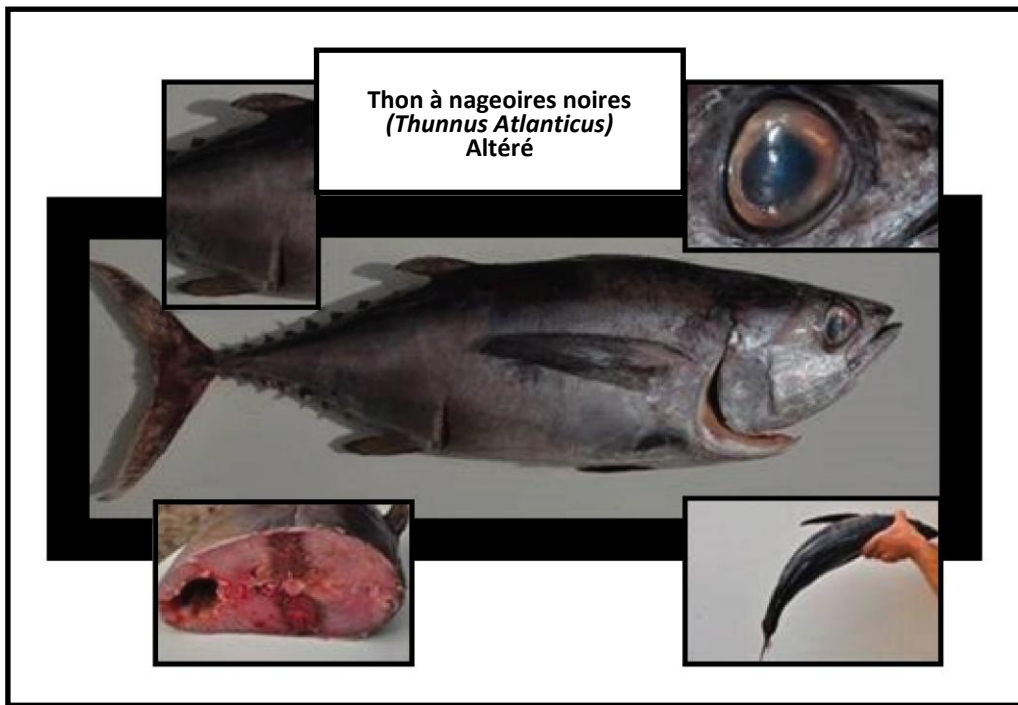 Thon à nageoires noires
(Thunnus Atlanticus)
Altéré